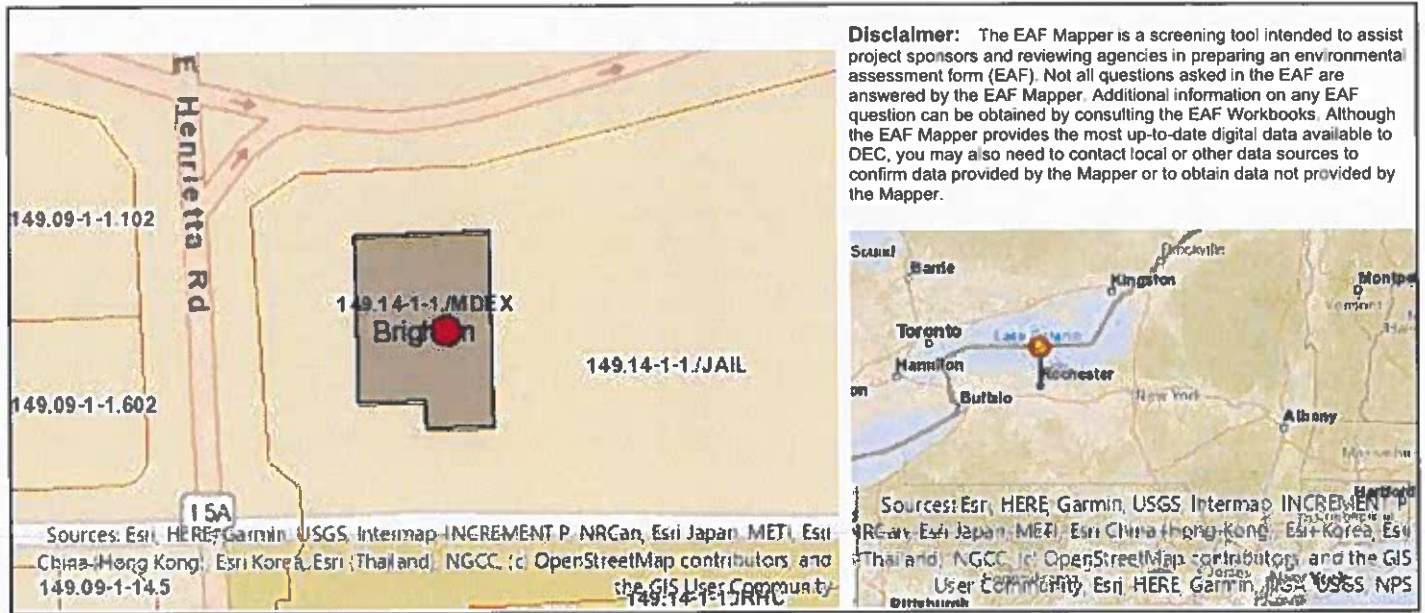 Disclaimer: The EAF Mapper is a screening tool intended to assist
project sponsors and reviewing agencies in preparing an environmental
assessment form (EAF). Not all questions asked in the EAF are
answered by the EAF Mapper. Additional information on any EAF
question can be obtained by consulting the EAF Workbooks. Although
the EAF Mapper provides the most up-to-date digital data available to
DEC, you may also need to contact local or other data sources to
confirm data provided by the Mapper or to obtain data not provided by
the Mapper.
E Henrietta Rd
149.09-1-1.102
149.14-1-1./MDEX
Brighton
149.14-1-1./JAIL
149.09-1-1.602
15A
Sources: Esri, HERE, Garmin, USGS, Intermap INCREMENT P, NRCan, Esri Japan, METI, Esri
China (Hong Kong), Esri Korea, Esri (Thailand), NGCC, (c) OpenStreetMap contributors, and
the GIS User Community
149.09-1-14.5
Barrie
Kingston
Toronto
Hamilton
Rochester
Buffalo
New York
Albany
Hartford
Sources: Esri, HERE, Garmin, USGS, Intermap INCREMENT P
NRCan, Esri Japan, METI, Esri China (Hong Kong), Esri Korea, Esri
Thailand), NGCC, (c) OpenStreetMap contributors, and the GIS
User Community, Esri, HERE, Garmin, USGS, NPS